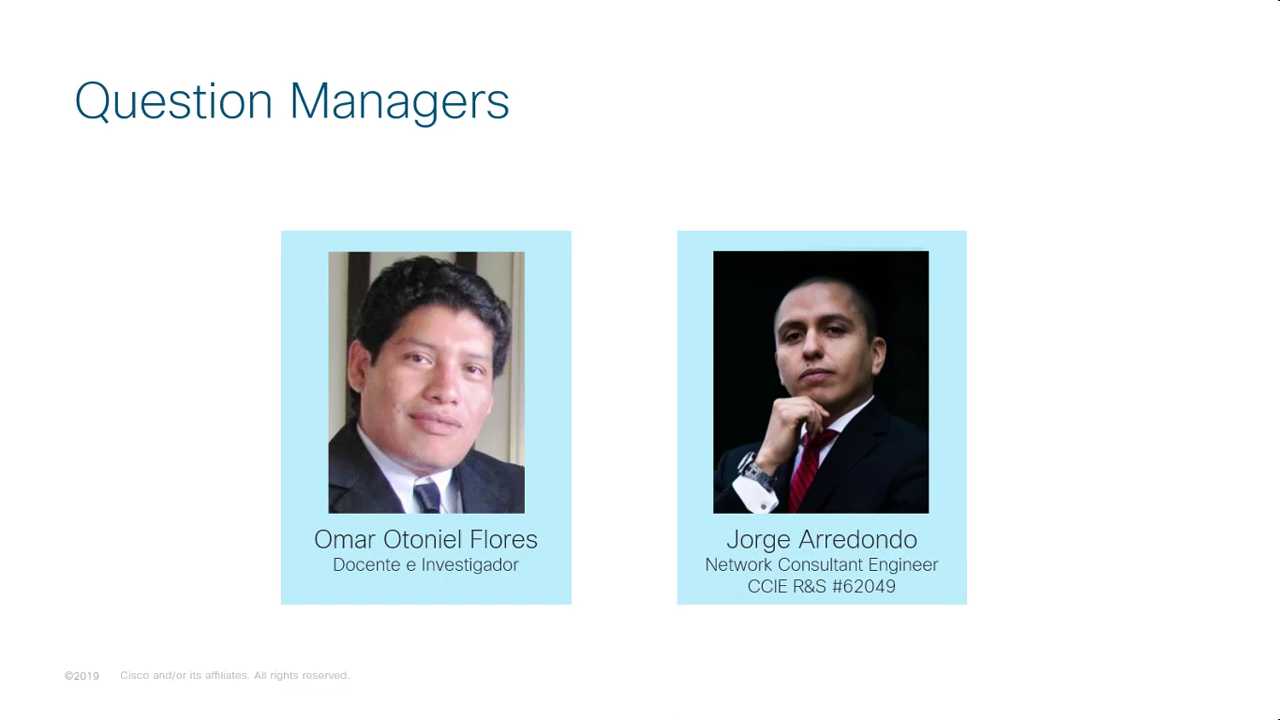 Question Managers
Omar Otoniel Flores
Docente e Investigador
Jorge Arredondo
Network Consultant Engineer
CCIE R&S #62049
©2019 Cisco and/or its affiliates. All rights reserved.